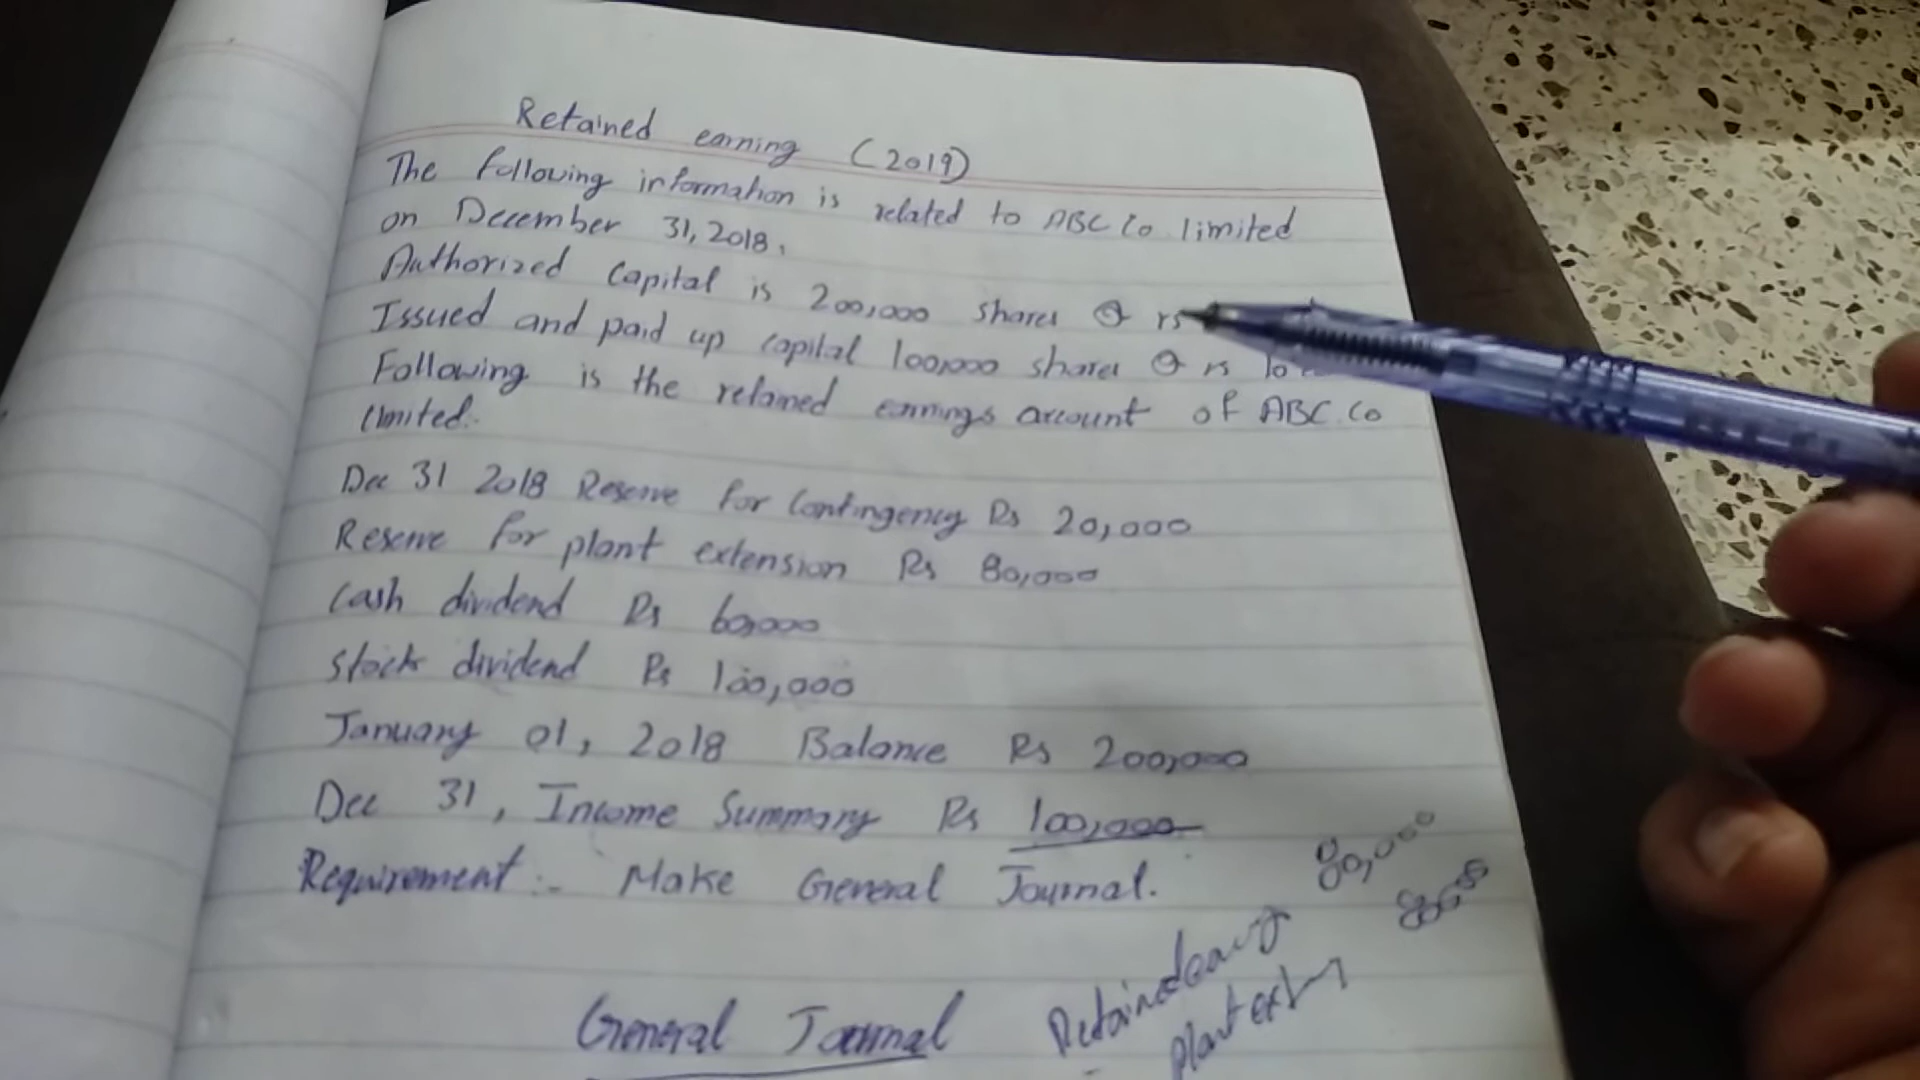 Retained earning (2019)
The following information is related to ABC Co limited
on December 31, 2018.
Authorized Capital is 200,000 shares @ rs
Issued and paid up capital 100,000 shares @ rs 10
Following is the retained earnings account of ABC Co
limited.
Dec 31 2018 Reserve for Contingency Rs 20,000
Reserve for plant extension Rs 80,000
Cash dividend Rs 60,000
Stock dividend Rs 100,000
January 01, 2018 Balance Rs 200,000
Dec 31, Income Summary Rs 100,000
Requirement:- Make General Journal.
80,000
General Journal